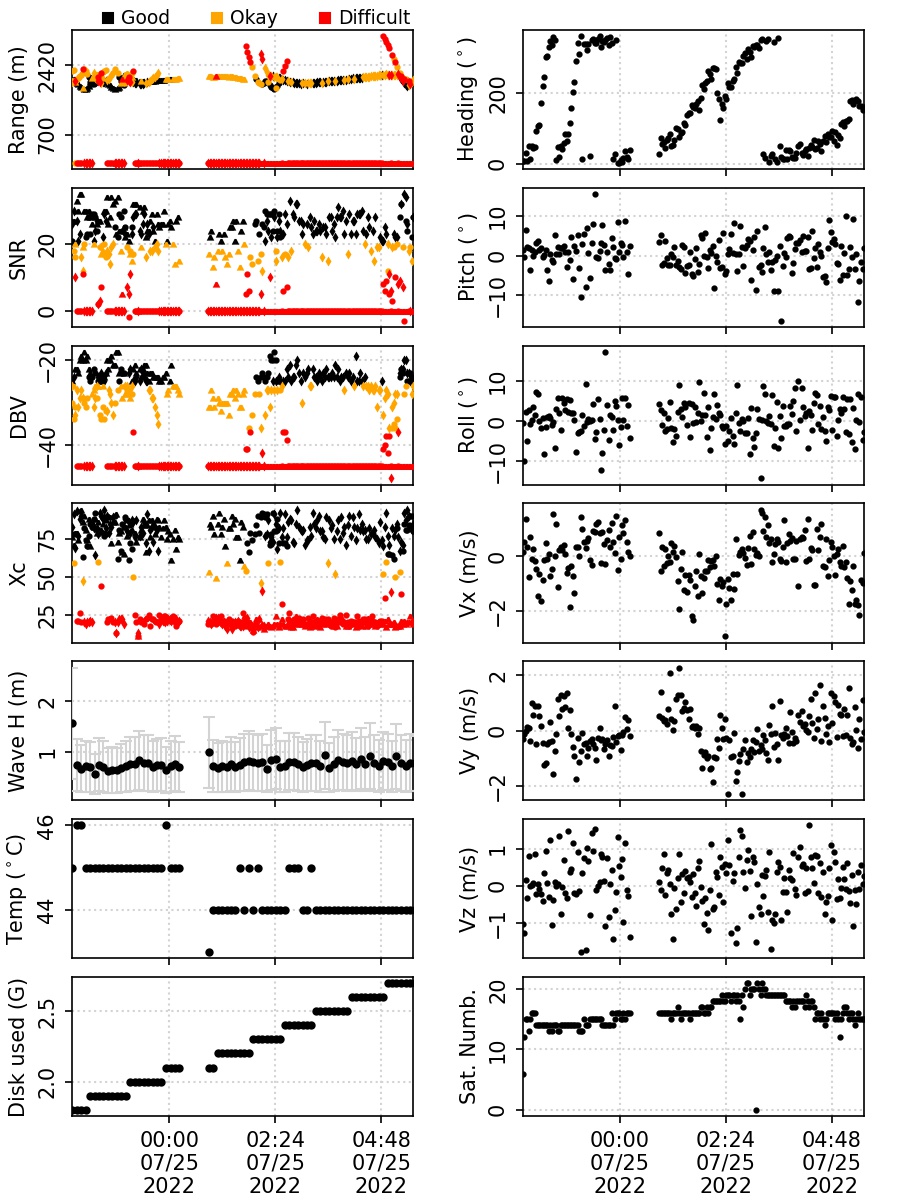 Good Okay Difficult
Range (m)
2420
700
Heading (°)
200
0
SNR
20
0
Pitch (°)
10
0
−10
DBV
−20
−40
Roll (°)
10
0
−10
Xc
75
50
25
Vx (m/s)
0
−2
Wave H (m)
2
1
Vy (m/s)
2
0
−2
Temp (°C)
46
44
Vz (m/s)
1
0
−1
Disk used (G)
2.5
2.0
Sat. Numb.
20
10
0
00:00 02:24 04:48 00:00 02:24 04:48
07/25 07/25 07/25 07/25 07/25 07/25
2022 2022 2022 2022 2022 2022